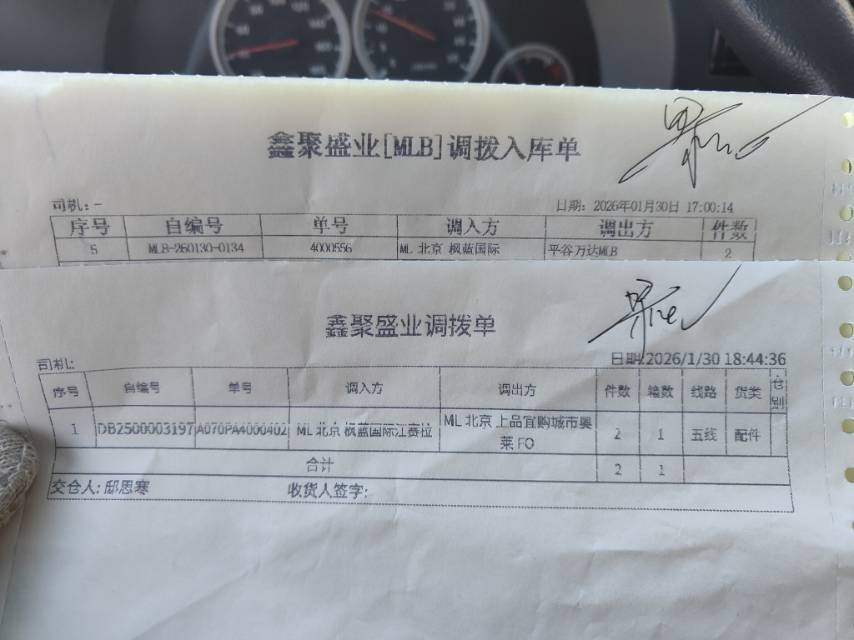 鑫聚盛业[MLB]调拨入库单
司机: -
日期: 2026年01月30日 17:00:14
序号 自编号 单号 调入方 调出方 件数
5 MLB-260130-0134 4000556 ML 北京 枫蓝国际 平谷万达MLB 2
鑫聚盛业调拨单
司机:
日期:2026/1/30 18:44:36
序号 自编号 单号 调入方 调出方 件数 箱数 线路 货类 仓别
1 DB2500003197 A070PA4000402 ML 北京 枫蓝国际江赛拉 ML 北京 上品宜购城市奥莱 FO 2 1 五线 配件
合计 2 1
交仓人: 邸思寒 收货人签字: